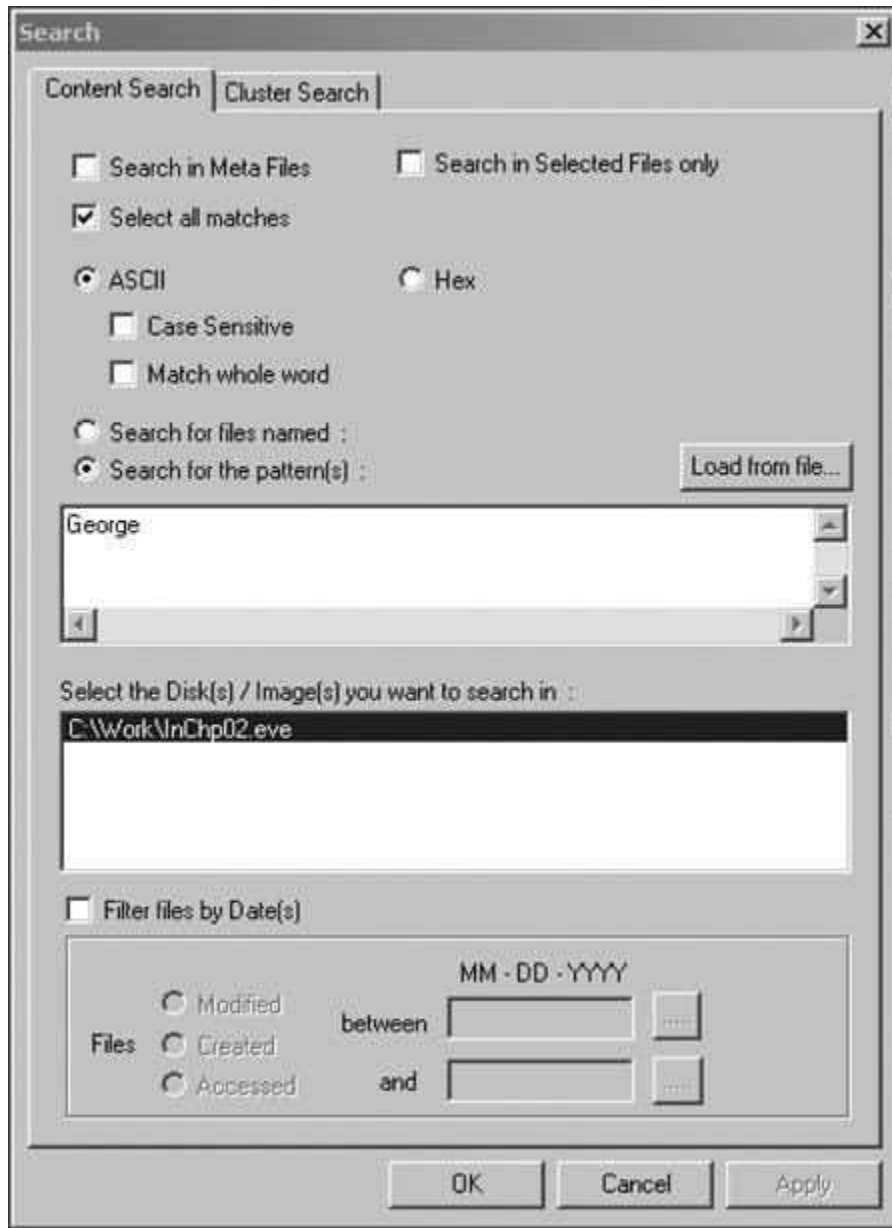 Search
Content Search Cluster Search
Search in Meta Files Search in Selected Files only
Select all matches
ASCII Hex
Case Sensitive
Match whole word
Search for files named :
Search for the pattern(s) : Load from file...
George
Select the Disk(s) / Image(s) you want to search in :
C:\Work\InChp02.eve
Filter files by Date(s)
MM - DD - YYYY
Modified
between .....
Files Created
Accessed
and .....
OK Cancel Apply